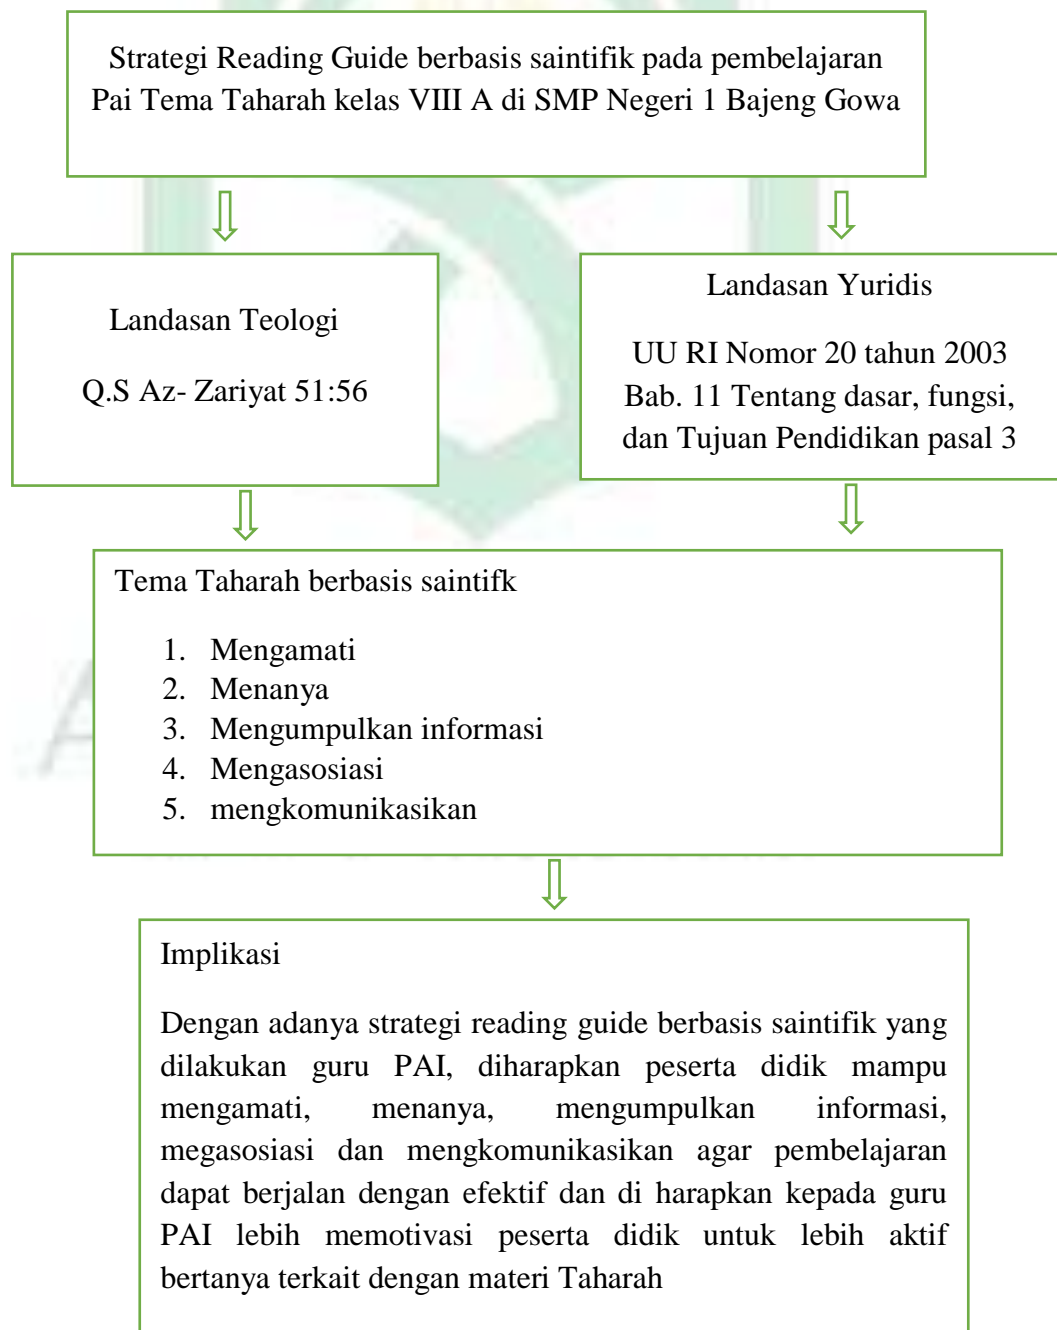 Strategi Reading Guide berbasis saintifik pada pembelajaran
Pai Tema Taharah kelas VIII A di SMP Negeri 1 Bajeng Gowa
Landasan Teologi
Q.S Az- Zariyat 51:56
Landasan Yuridis
UU RI Nomor 20 tahun 2003
Bab. 11 Tentang dasar, fungsi,
dan Tujuan Pendidikan pasal 3
Tema Taharah berbasis saintifk
1. Mengamati
2. Menanya
3. Mengumpulkan informasi
4. Mengasosiasi
5. mengkomunikasikan
Implikasi
Dengan adanya strategi reading guide berbasis saintifik yang
dilakukan guru PAI, diharapkan peserta didik mampu
mengamati, menanya, mengumpulkan informasi,
megasosiasi dan mengkomunikasikan agar pembelajaran
dapat berjalan dengan efektif dan di harapkan kepada guru
PAI lebih memotivasi peserta didik untuk lebih aktif
bertanya terkait dengan materi Taharah